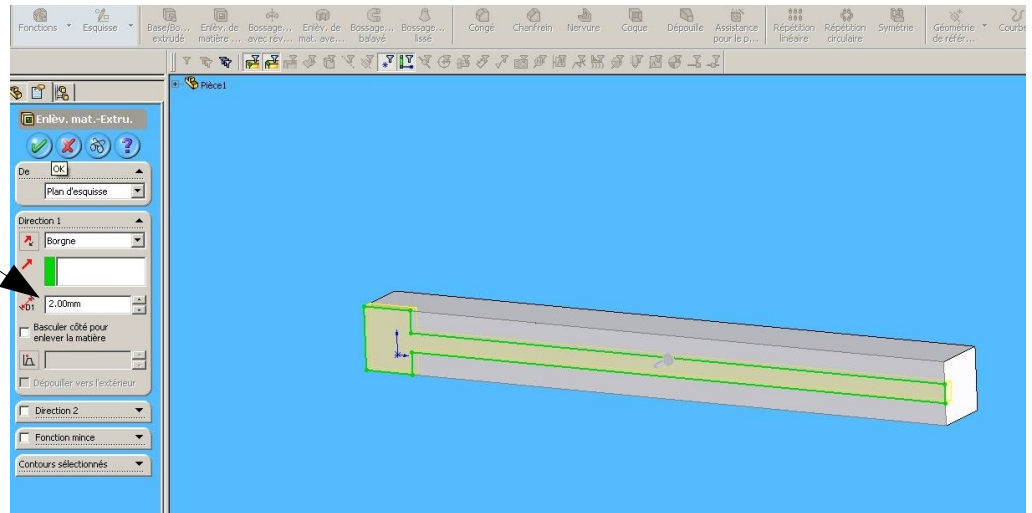 Fonctions Esquisse Base/Bo... Enlèv. de Bossage... Enlèv. de Bossage... Bossage... Congé Chanfrein Nervure Coque Dépouille Assistance Répétition Répétition Symétrie Géométrie Courbe
extrudé matière ... avec rév... mat. ave... balayé lissé pour le p... linéaire circulaire de référ...
Pièce1
Enlèv. mat.-Extru.
OK
De
Plan d'esquisse
Direction 1
Borgne
D1 2.00mm
Basculer côté pour
enlever la matière
Dépouiller vers l'extérieur
Direction 2
Fonction mince
Contours sélectionnés